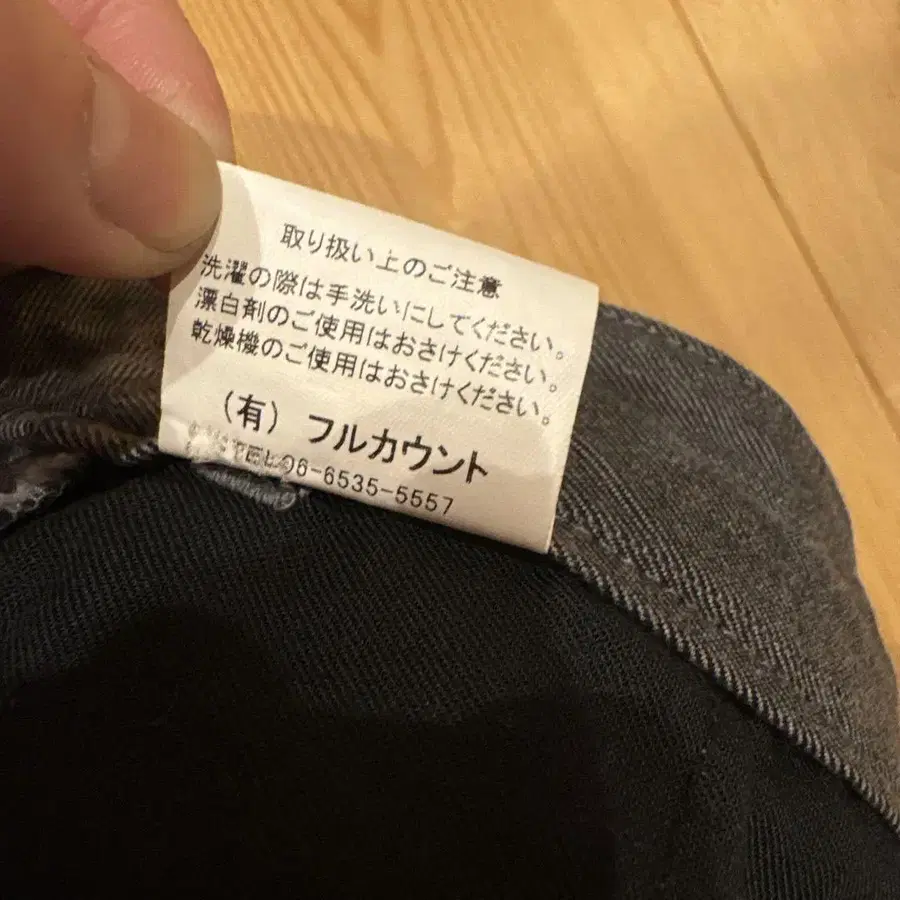 取り扱い上のご注意
洗濯の際は手洗いにしてください。
漂白剤のご使用はおさけください。
乾燥機のご使用はおさけください。
(有) フルカウント
06-6535-5557